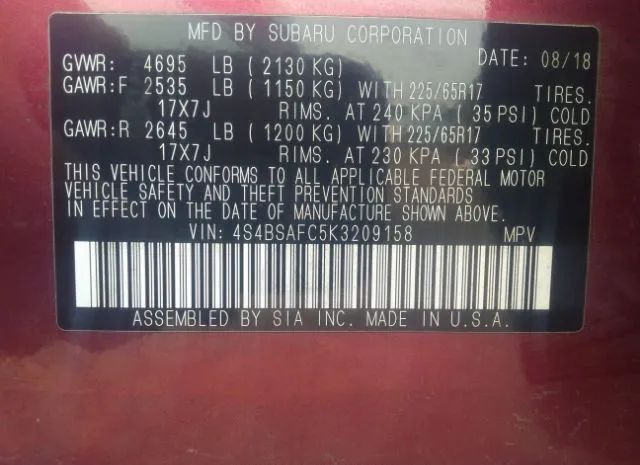 MFD BY SUBARU CORPORATION
GVWR: 4695 LB (2130 KG) DATE: 08/18
GAWR:F 2535 LB (1150 KG) WITH 225/65R17 TIRES.
17X7J RIMS. AT 240 KPA (35 PSI) COLD
GAWR:R 2645 LB (1200 KG) WITH 225/65R17 TIRES.
17X7J RIMS. AT 230 KPA (33 PSI) COLD
THIS VEHICLE CONFORMS TO ALL APPLICABLE FEDERAL MOTOR
VEHICLE SAFETY AND THEFT PREVENTION STANDARDS
IN EFFECT ON THE DATE OF MANUFACTURE SHOWN ABOVE.
VIN: 4S4BSAFC5K3209158 MPV
ASSEMBLED BY SIA INC. MADE IN U.S.A.